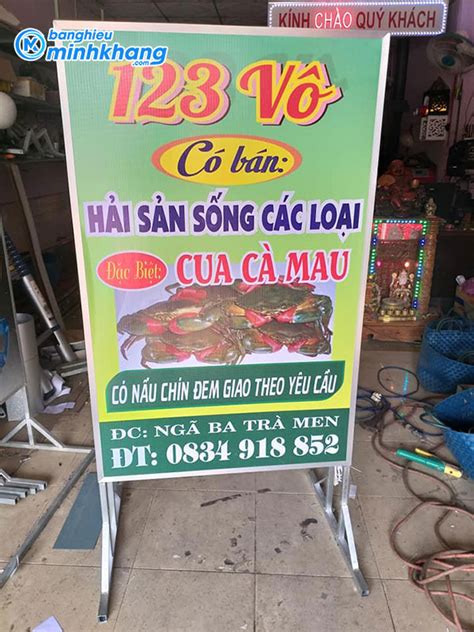 KÍNH CHÀO QUÝ KHÁCH
banghieu
minhkhang.com
123 VÔ
Có bán:
HẢI SẢN SỐNG CÁC LOẠI
Đặc Biệt: CUA CÀ MAU
CÓ NẤU CHÍN ĐEM GIAO THEO YÊU CẦU
ĐC: NGÃ BA TRÀ MEN
ĐT: 0834 918 852